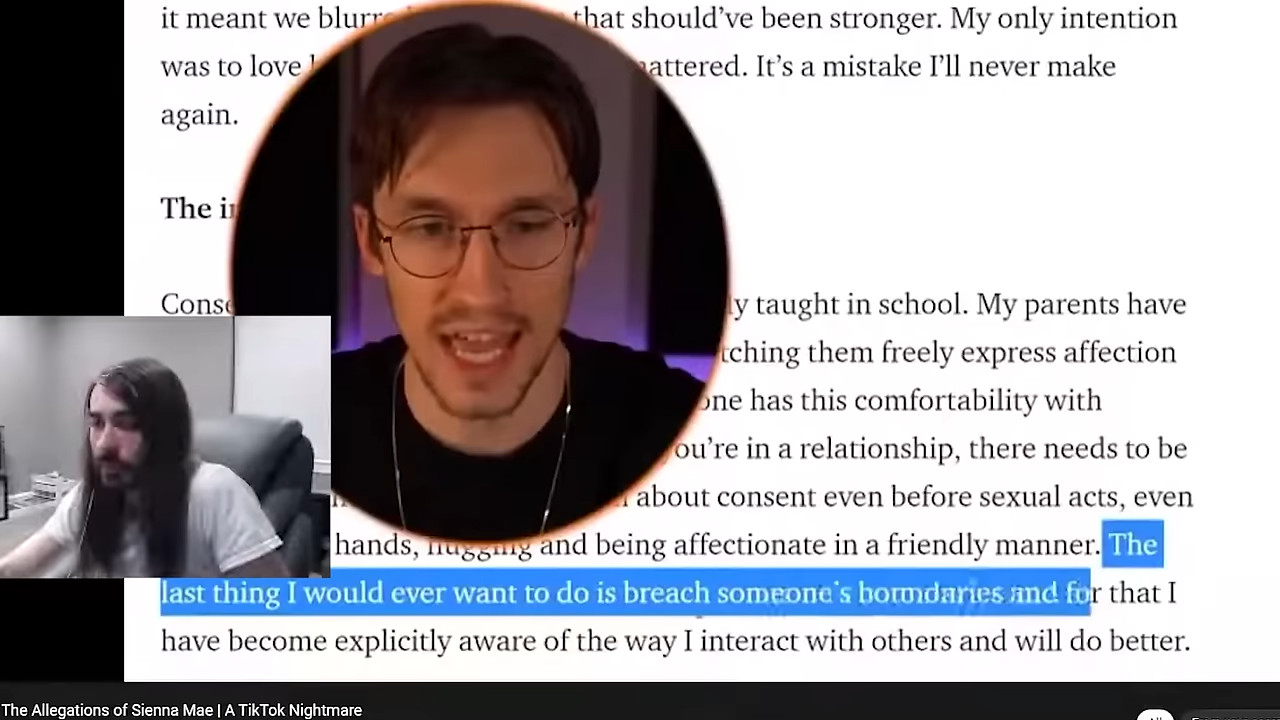 it meant we blurr that should've been stronger. My only intention
was to love mattered. It's a mistake I'll never make
again.
The i
Conse ly taught in school. My parents have
tching them freely express affection
one has this comfortability with
you're in a relationship, there needs to be
about consent even before sexual acts, even
hands, hugging and being affectionate in a friendly manner. The
last thing I would ever want to do is breach someone's and for that I
have become explicitly aware of the way I interact with others and will do better.
The Allegations of Sienna Mae | A TikTok Nightmare
All